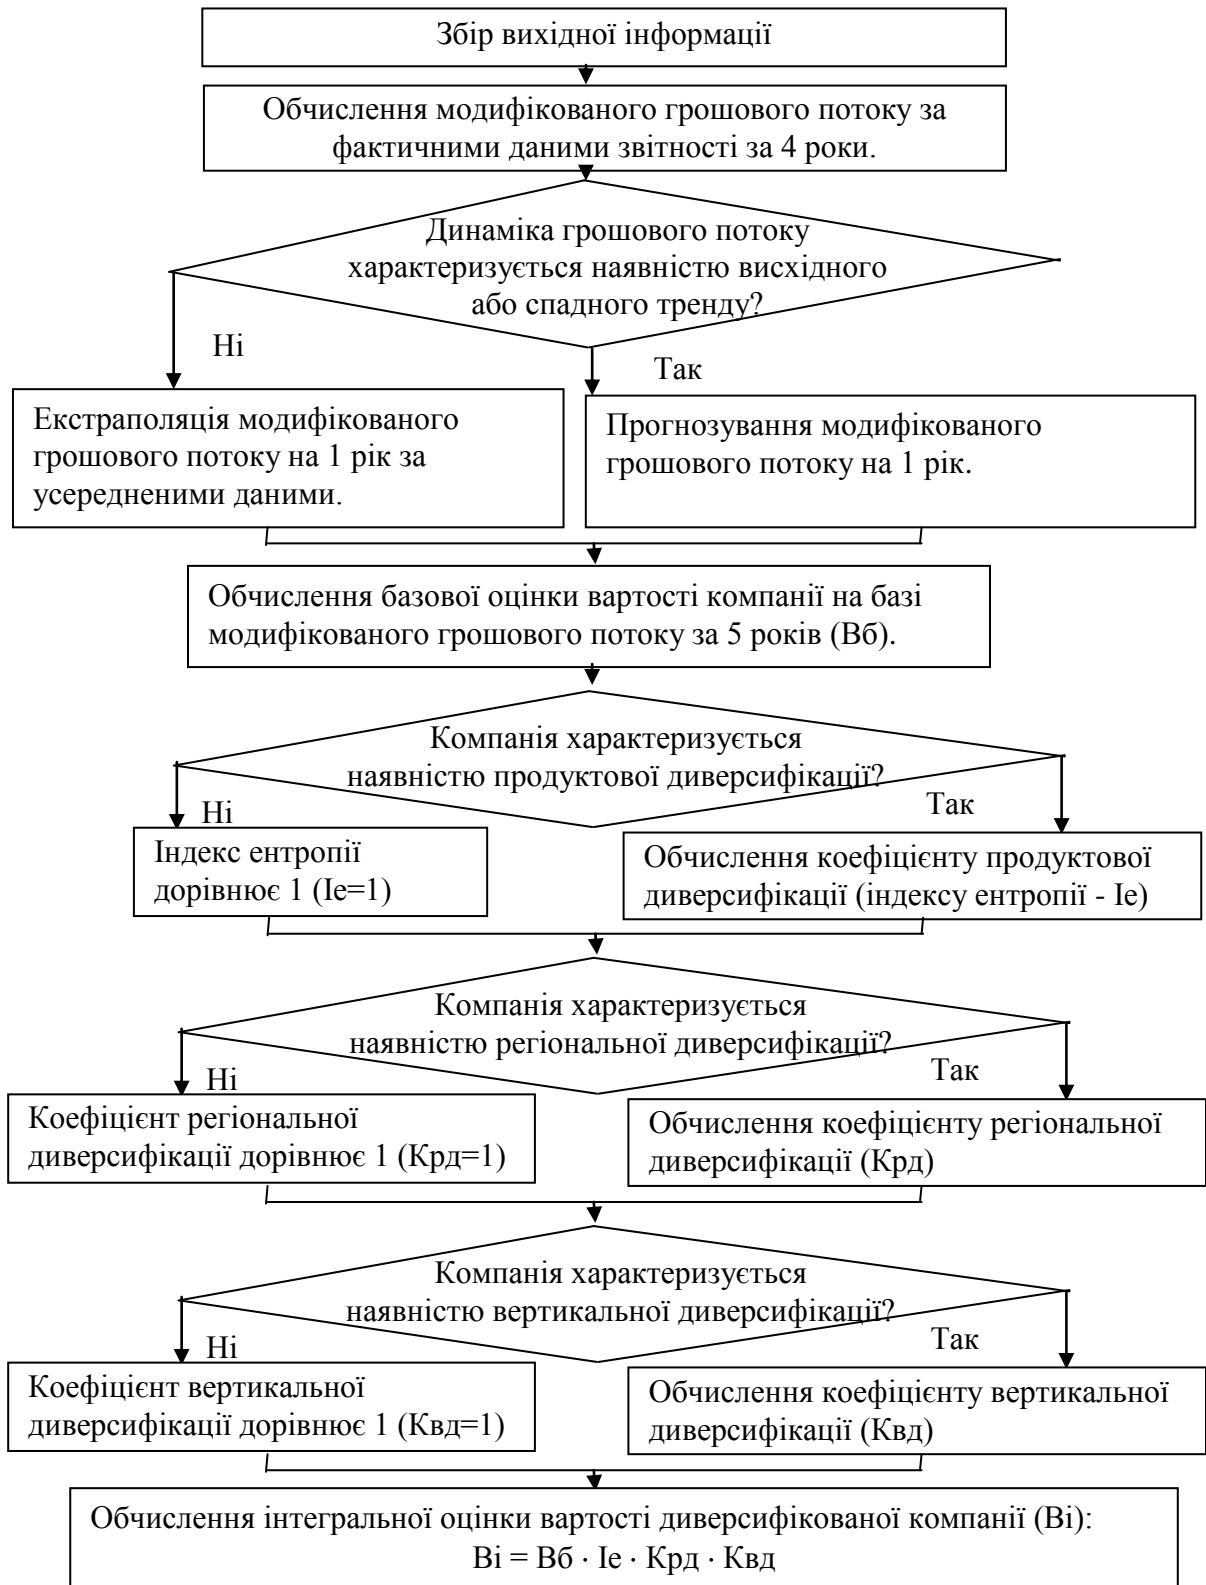 Збір вихідної інформації
Обчислення модифікованого грошового потоку за
фактичними даними звітності за 4 роки.
Динаміка грошового потоку
характеризується наявністю висхідного
або спадного тренду?
Ні
Так
Екстраполяція модифікованого
грошового потоку на 1 рік за
усередненими даними.
Прогнозування модифікованого
грошового потоку на 1 рік.
Обчислення базової оцінки вартості компанії на базі
модифікованого грошового потоку за 5 років (Вб).
Компанія характеризується
наявністю продуктової диверсифікації?
Ні
Так
Індекс ентропії
дорівнює 1 (Іе=1)
Обчислення коефіцієнту продуктової
диверсифікації (індексу ентропії - Іе)
Компанія характеризується
наявністю регіональної диверсифікації?
Ні
Так
Коефіцієнт регіональної
диверсифікації дорівнює 1 (Крд=1)
Обчислення коефіцієнту регіональної
диверсифікації (Крд)
Компанія характеризується
наявністю вертикальної диверсифікації?
Ні
Так
Коефіцієнт вертикальної
диверсифікації дорівнює 1 (Квд=1)
Обчислення коефіцієнту вертикальної
диверсифікації (Квд)
Обчислення інтегральної оцінки вартості диверсифікованої компанії (Ві):
Ві = Вб · Іе · Крд · Квд